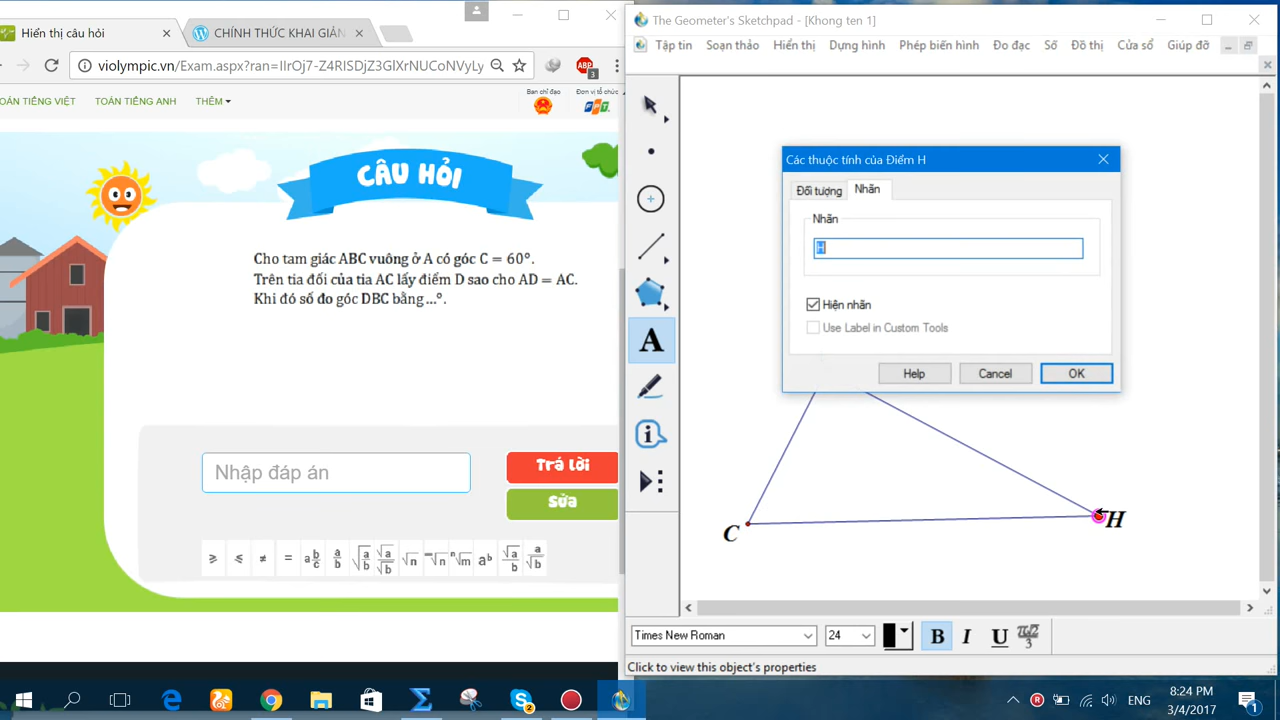 Hiển thị câu hỏi
CHÍNH THỨC KHAI GIẢN
violympic.vn/Exam.aspx?ran=IIrOj7-Z4RISDjZ3GIXrNUCoNVyLy
ABP
3
OÁN TIẾNG VIỆT
TOÁN TIẾNG ANH
THÊM
Ban chỉ đạo
Đơn vị tổ chức
FPT
CÂU HỎI
Cho tam giác ABC vuông ở A có góc C = 60°.
Trên tia đối của tia AC lấy điểm D sao cho AD = AC.
Khi đó số đo góc DBC bằng ...°.
Nhập đáp án
Trả lời
Sửa
≥ ≤ ≠ = a b/c a/b √a/b √a/√b √n -√n ⁿ√m aᵇ √a/b a/√b
The Geometer's Sketchpad - [Khong ten 1]
Tập tin
Soạn thảo
Hiển thị
Dựng hình
Phép biến hình
Đo đạc
Số
Đồ thị
Cửa sổ
Giúp đỡ
A
Các thuộc tính của Điểm H
Đối tượng
Nhãn
Nhãn
H
Hiện nhãn
Use Label in Custom Tools
Help
Cancel
OK
C
H
Times New Roman
24
B
I
U
Click to view this object's properties
2
ENG
8:24 PM
3/4/2017
1